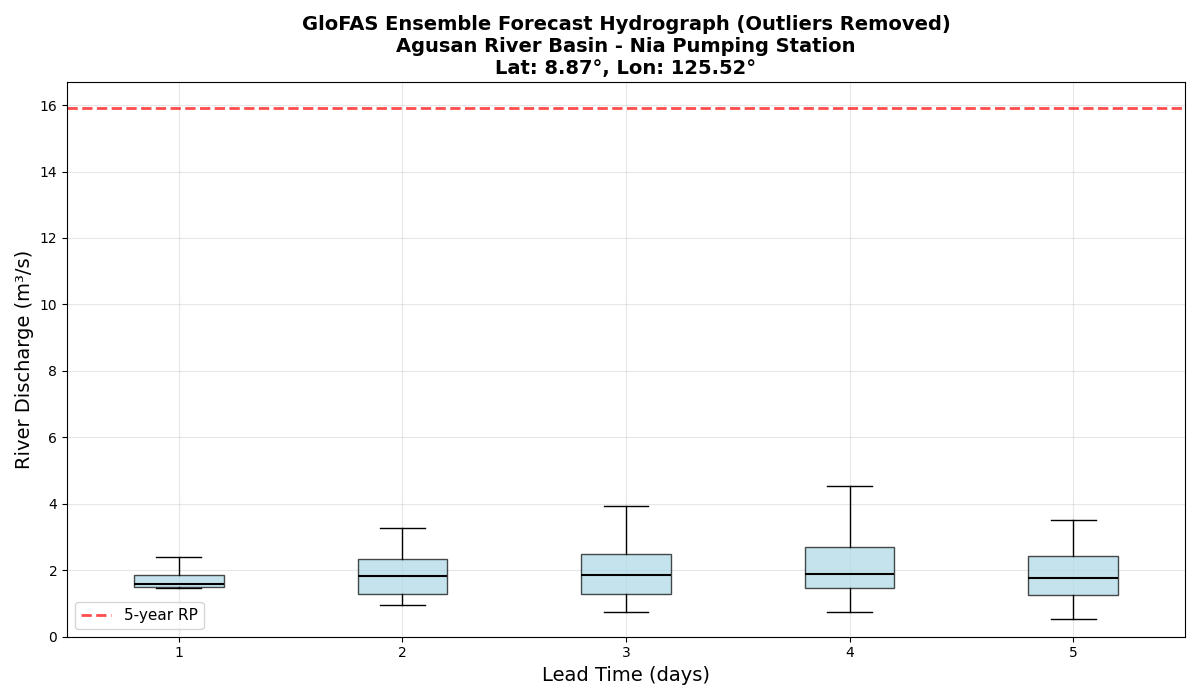 GloFAS Ensemble Forecast Hydrograph (Outliers Removed)
Agusan River Basin - Nia Pumping Station
Lat: 8.87°, Lon: 125.52°
River Discharge (m³/s)
16
14
12
10
8
6
4
2
0
5-year RP
1 2 3 4 5
Lead Time (days)